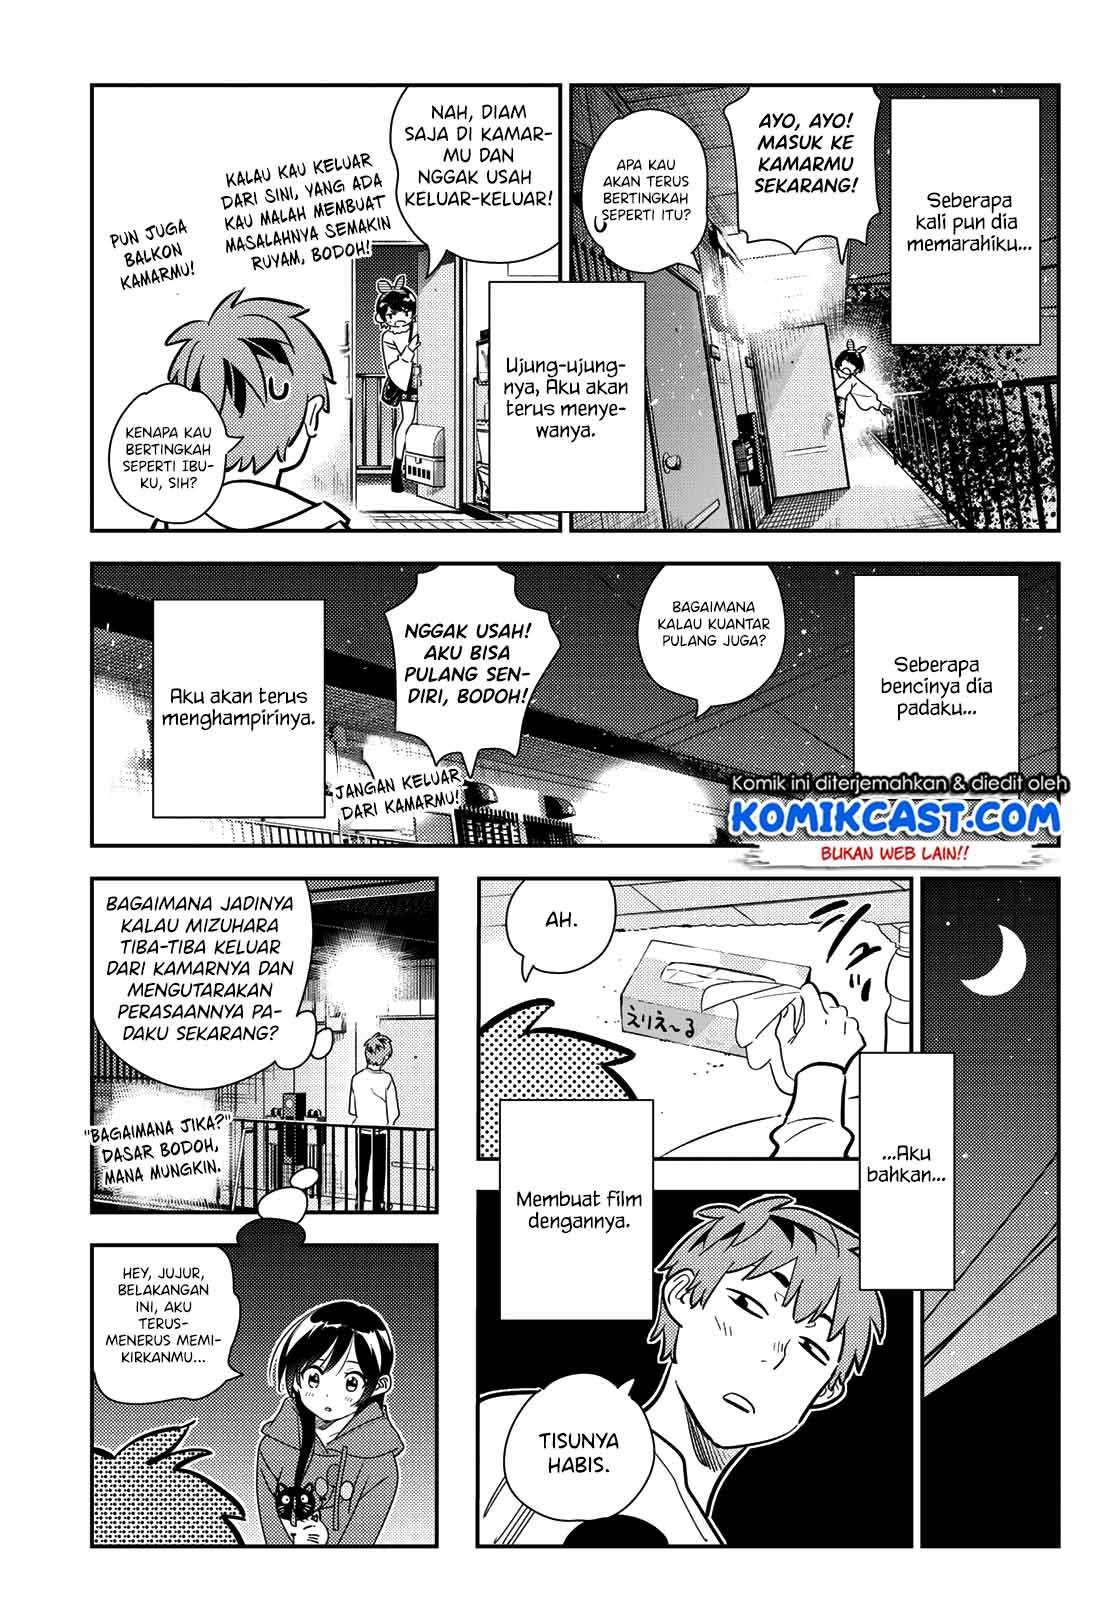 Seberapa
kali pun dia
memarahiku...
AYO, AYO!
MASUK KE
KAMARMU
SEKARANG!
APA KAU
AKAN TERUS
BERTINGKAH
SEPERTI ITU?
Ujung-ujung-
nya, Aku akan
terus menye-
wanya.
NAH, DIAM
SAJA DI KAMAR-
MU DAN
NGGAK USAH
KELUAR-KELUAR!
KALAU KAU KELUAR
DARI SINI, YANG ADA
KAU MALAH MEMBUAT
MASALAHNYA SEMAKIN
RUYAM, BODOH!
PUN JUGA
BALKON
KAMARMU!
KENAPA KAU
BERTINGKAH
SEPERTI IBU-
KU, SIH?
Seberapa
bencinya dia
padaku...
BAGAIMANA
KALAU KUANTAR
PULANG JUGA?
NGGAK USAH!
AKU BISA
PULANG SEN-
DIRI, BODOH!
JANGAN KELUAR
DARI KAMARMU!
Aku akan terus
menghampirinya.
Komik ini diterjemahkan & diedit oleh
KOMIKCAST.COM
BUKAN WEB LAIN!!
...Aku
bahkan...
AH.
えりえ〜る
Membuat film
dengannya.
TISUNYA
HABIS.
BAGAIMANA JADINYA
KALAU MIZUHARA
TIBA-TIBA KELUAR
DARI KAMARNYA DAN
MENGUTARAKAN
PERASAANNYA PA-
DAKU SEKARANG?
"BAGAIMANA JIKA?"
DASAR BODOH,
MANA MUNGKIN.
HEY, JUJUR,
BELAKANGAN
INI, AKU
TERUS-
MENERUS MEMI-
KIRKANMU...